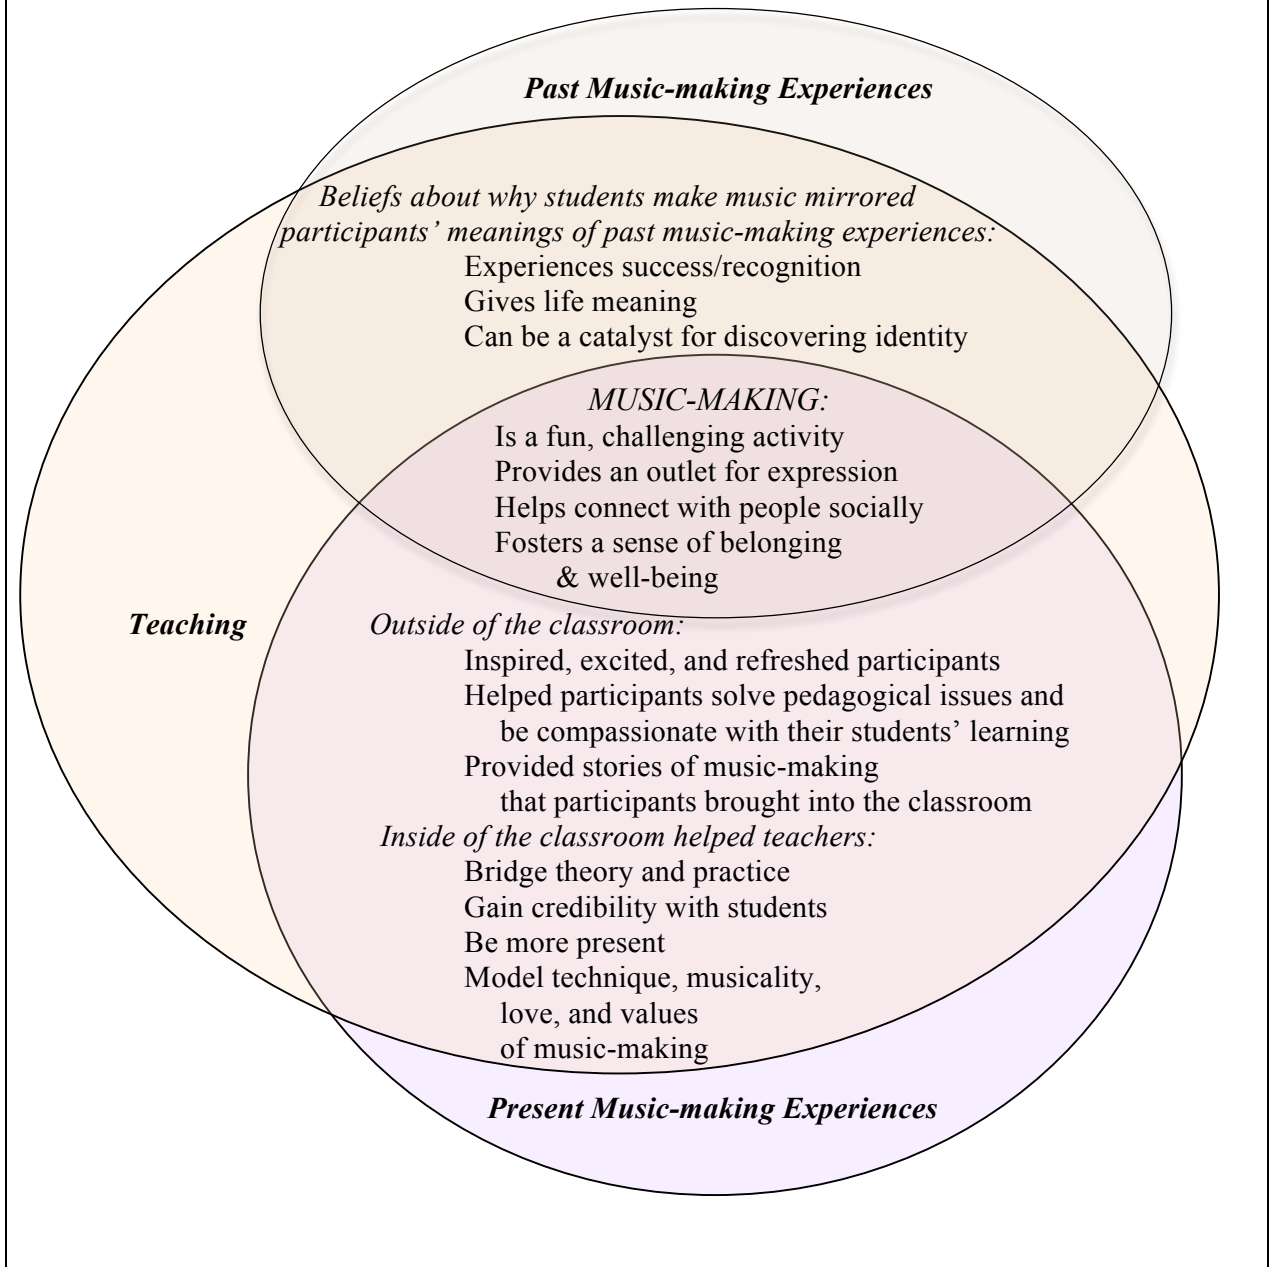 Past Music-making Experiences
Beliefs about why students make music mirrored
participants’ meanings of past music-making experiences:
Experiences success/recognition
Gives life meaning
Can be a catalyst for discovering identity
MUSIC-MAKING:
Is a fun, challenging activity
Provides an outlet for expression
Helps connect with people socially
Fosters a sense of belonging
& well-being
Teaching
Outside of the classroom:
Inspired, excited, and refreshed participants
Helped participants solve pedagogical issues and
be compassionate with their students’ learning
Provided stories of music-making
that participants brought into the classroom
Inside of the classroom helped teachers:
Bridge theory and practice
Gain credibility with students
Be more present
Model technique, musicality,
love, and values
of music-making
Present Music-making Experiences